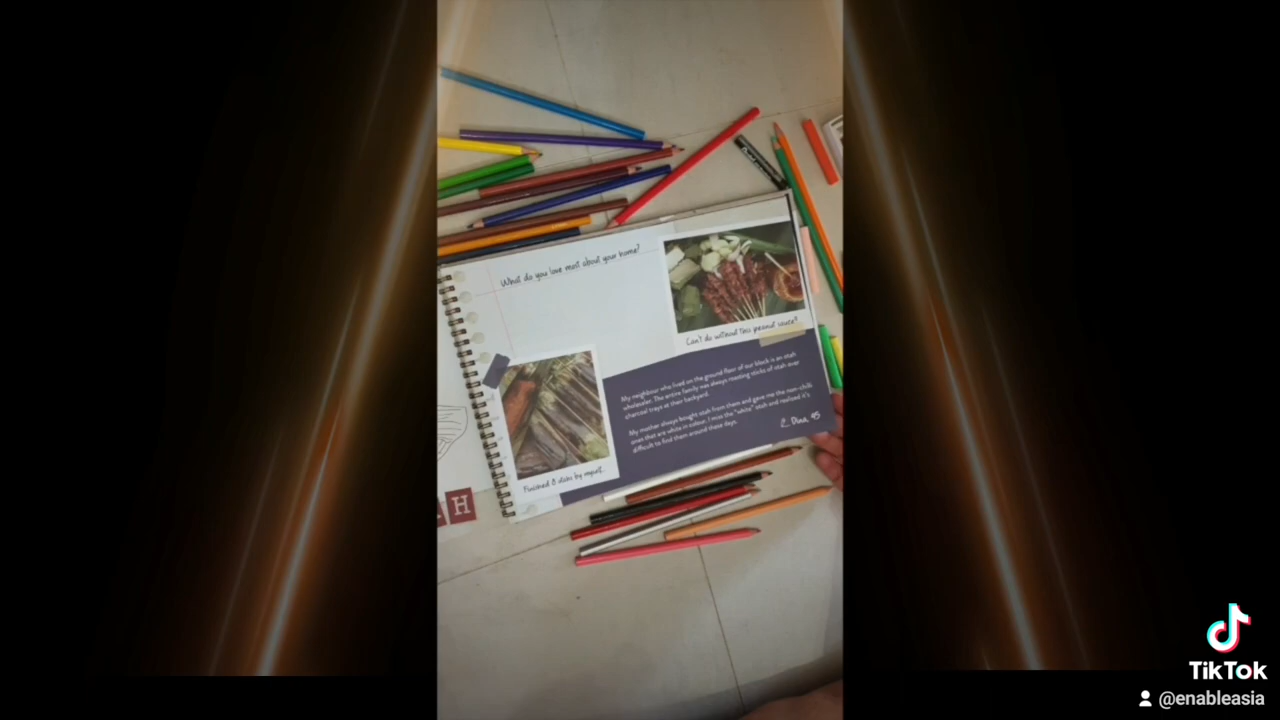 What do you love most about your home?
Can't do without this peanut sauce!
My neighbour who lived on the ground floor of our block is an otah
wholesaler. The entire family was always roasting sticks of otah over
charcoal trays at their backyard.
My mother always bought otah from them and gave me the non-chilli
ones that are white in colour. I miss the "white" otah and realised it's
difficult to find them around these days.
Dina, 45
Finished 8 sticks by myself.
H
TikTok
@enableasia